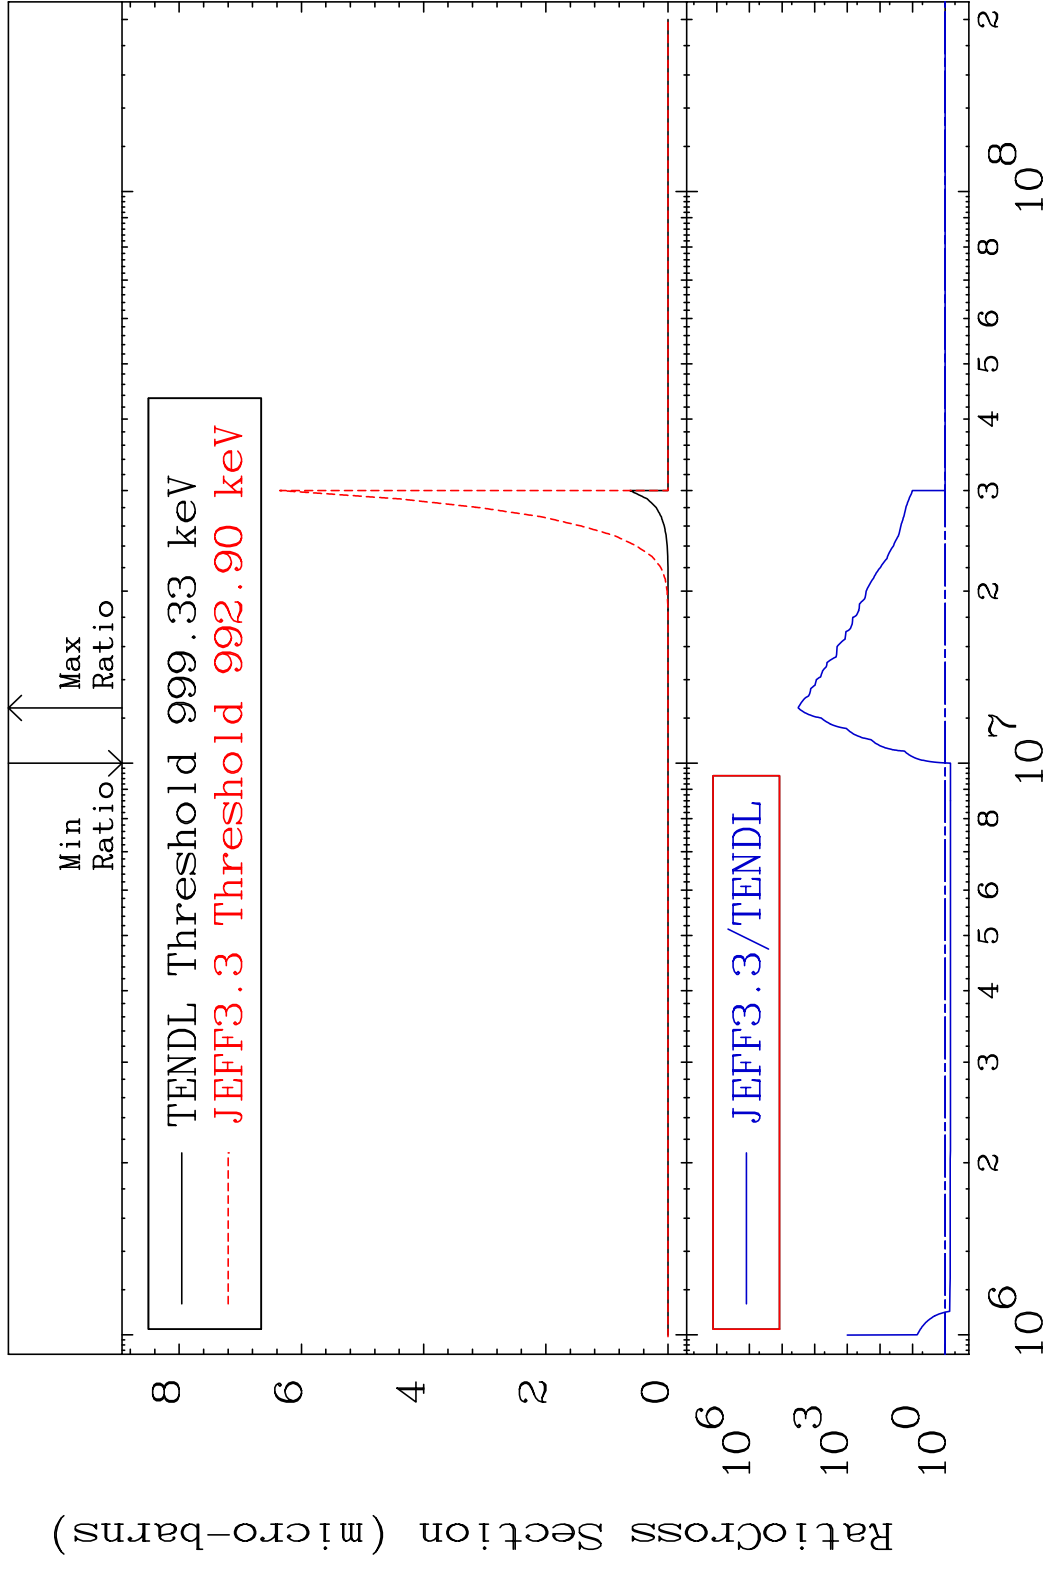 Min
Ratio
Max
Ratio
TENDL Threshold 999.33 keV
JEFF3.3 Threshold 992.90 keV
8
6
4
2
0
Cross Section (micro-barns)
JEFF3.3/TENDL
10^6
10^3
10^0
Ratio
10^6
2
3
4
5
6
8
10^7
2
3
4
5
6
8
10^8
2